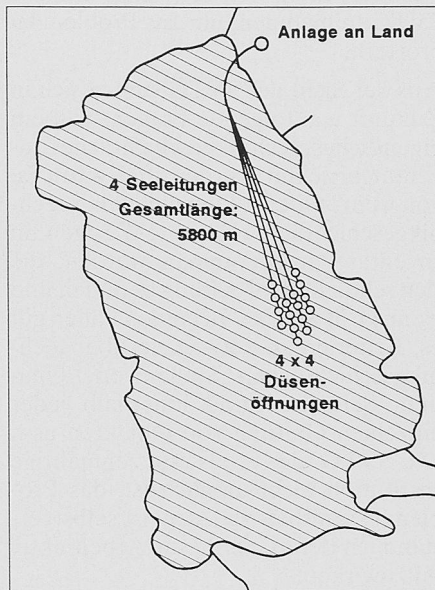 Anlage an Land
4 Seeleitungen
Gesamtlänge:
5800 m
4 x 4
Düsen-
öffnungen